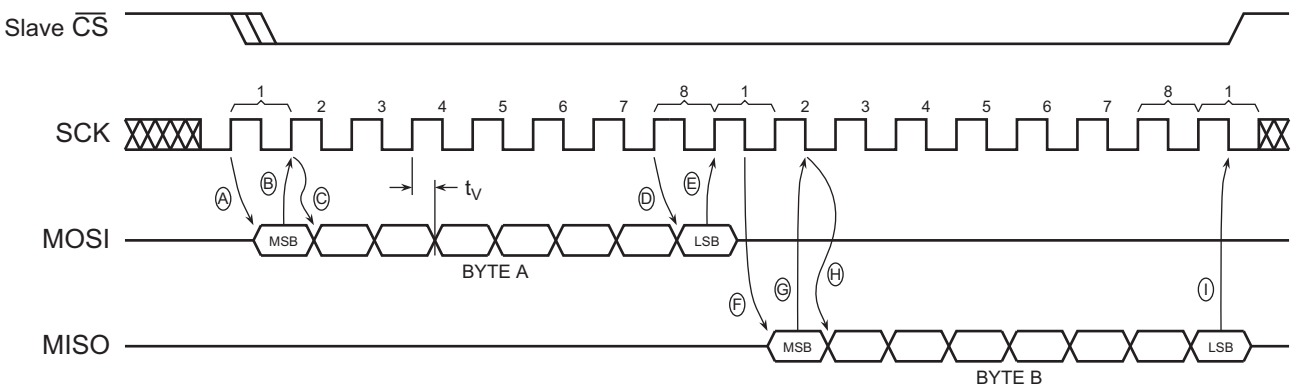 Slave CS
1 2 3 4 5 6 7 8 1 2 3 4 5 6 7 8 1
SCK
A B C tV D E
MOSI MSB LSB
BYTE A
F G H I
MISO MSB LSB
BYTE B